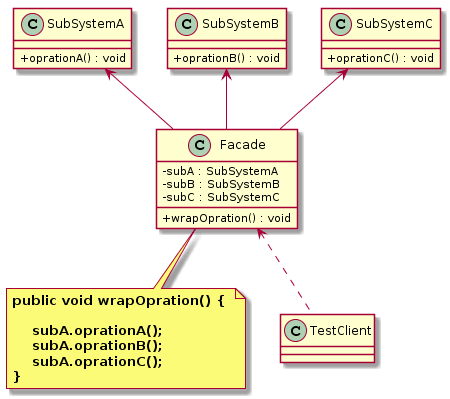 C SubSystemA
+oprationA() : void
C SubSystemB
+oprationB() : void
C SubSystemC
+oprationC() : void
C Facade
-subA : SubSystemA
-subB : SubSystemB
-subC : SubSystemC
+wrapOpration() : void
public void wrapOpration() {
subA.oprationA();
subA.oprationB();
subA.oprationC();
}
C TestClient